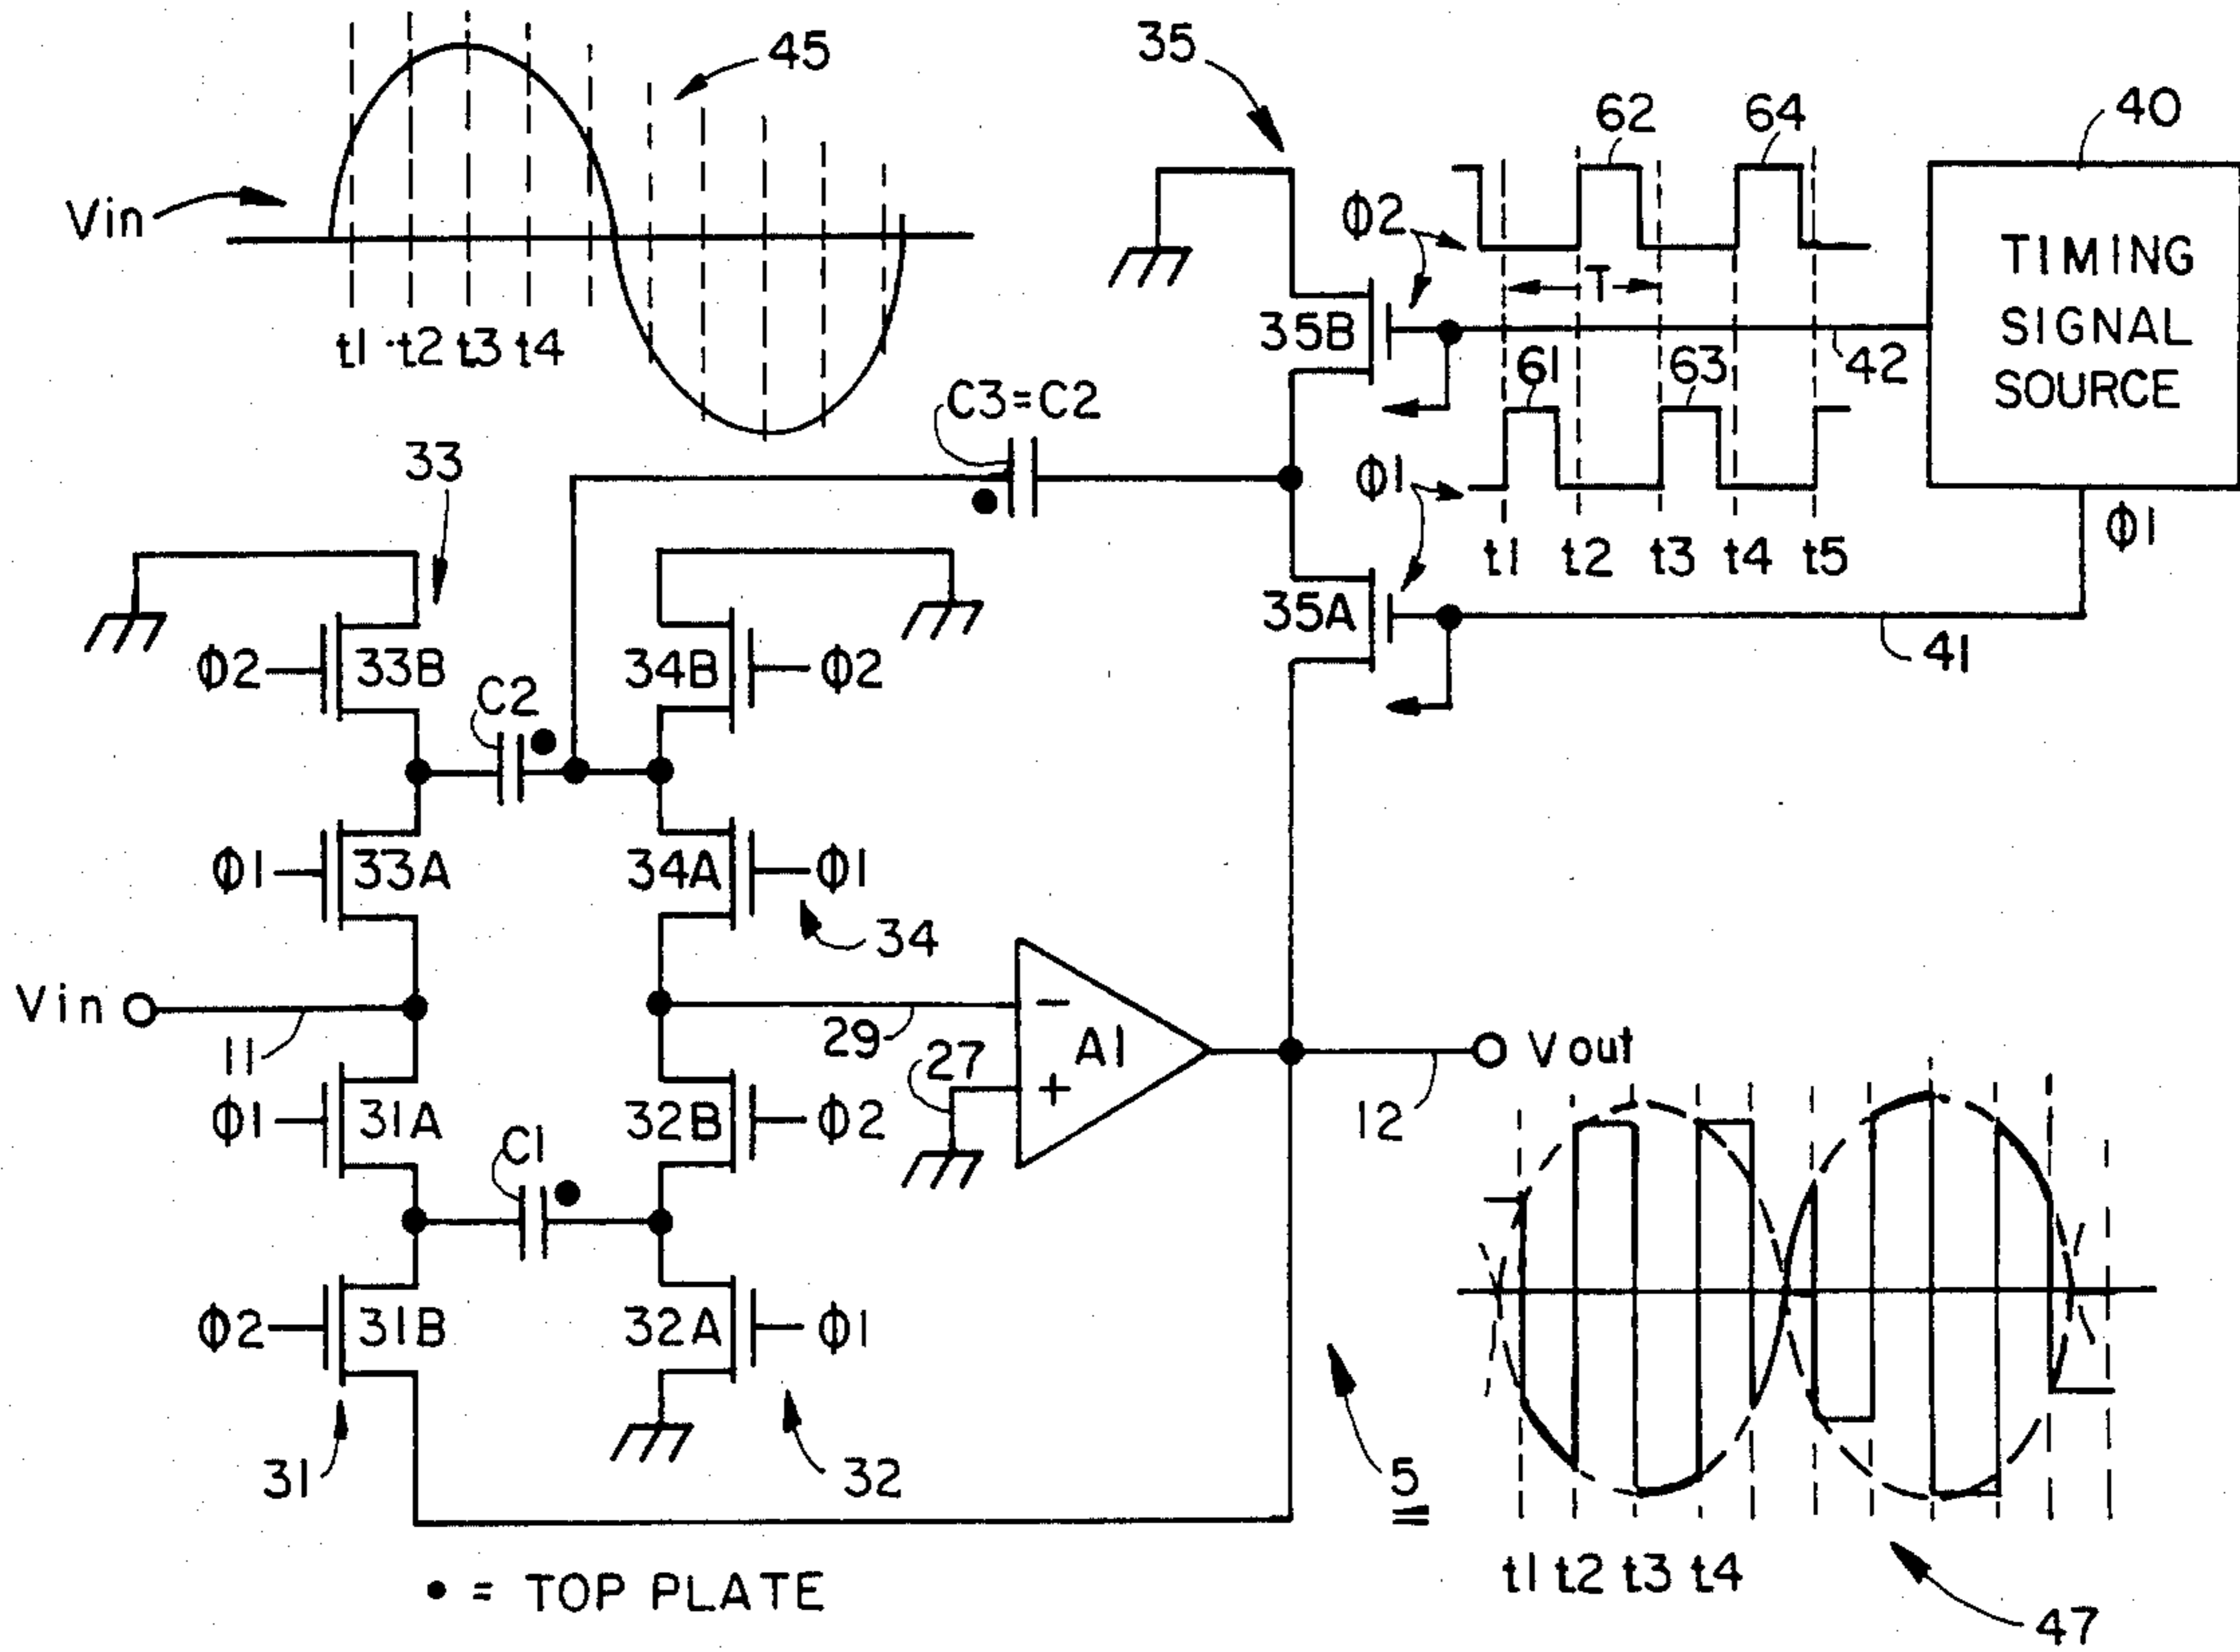 45
35
62
64
40
Vin
Φ2
TIMING
SIGNAL
SOURCE
T
t1 t2 t3 t4
35B
42
61
63
C3=C2
33
Φ1
Φ1
t1 t2 t3 t4 t5
35A
41
Φ2
33B
34B
Φ2
C2
Φ1
33A
34A
Φ1
34
Vin
11
29
A1
-
+
27
Vout
12
Φ1
31A
32B
Φ2
C1
Φ2
31B
32A
Φ1
31
32
5
t1 t2 t3 t4
47
• = TOP PLATE